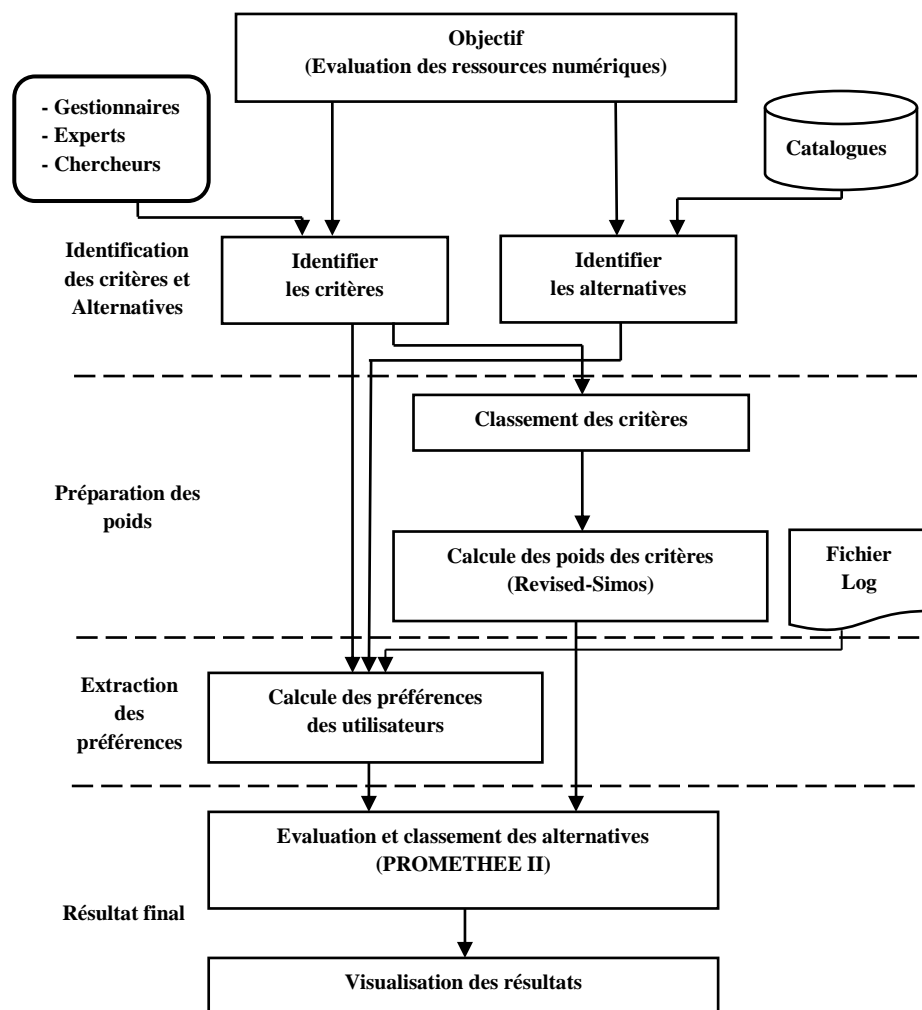 Objectif
(Evaluation des ressources numériques)
- Gestionnaires
- Experts
- Chercheurs
Catalogues
Identification
des critères et
Alternatives
Identifier
les critères
Identifier
les alternatives
Classement des critères
Préparation des
poids
Calcule des poids des critères
(Revised-Simos)
Fichier
Log
Extraction
des
préférences
Calcule des préférences
des utilisateurs
Evaluation et classement des alternatives
(PROMETHEE II)
Résultat final
Visualisation des résultats